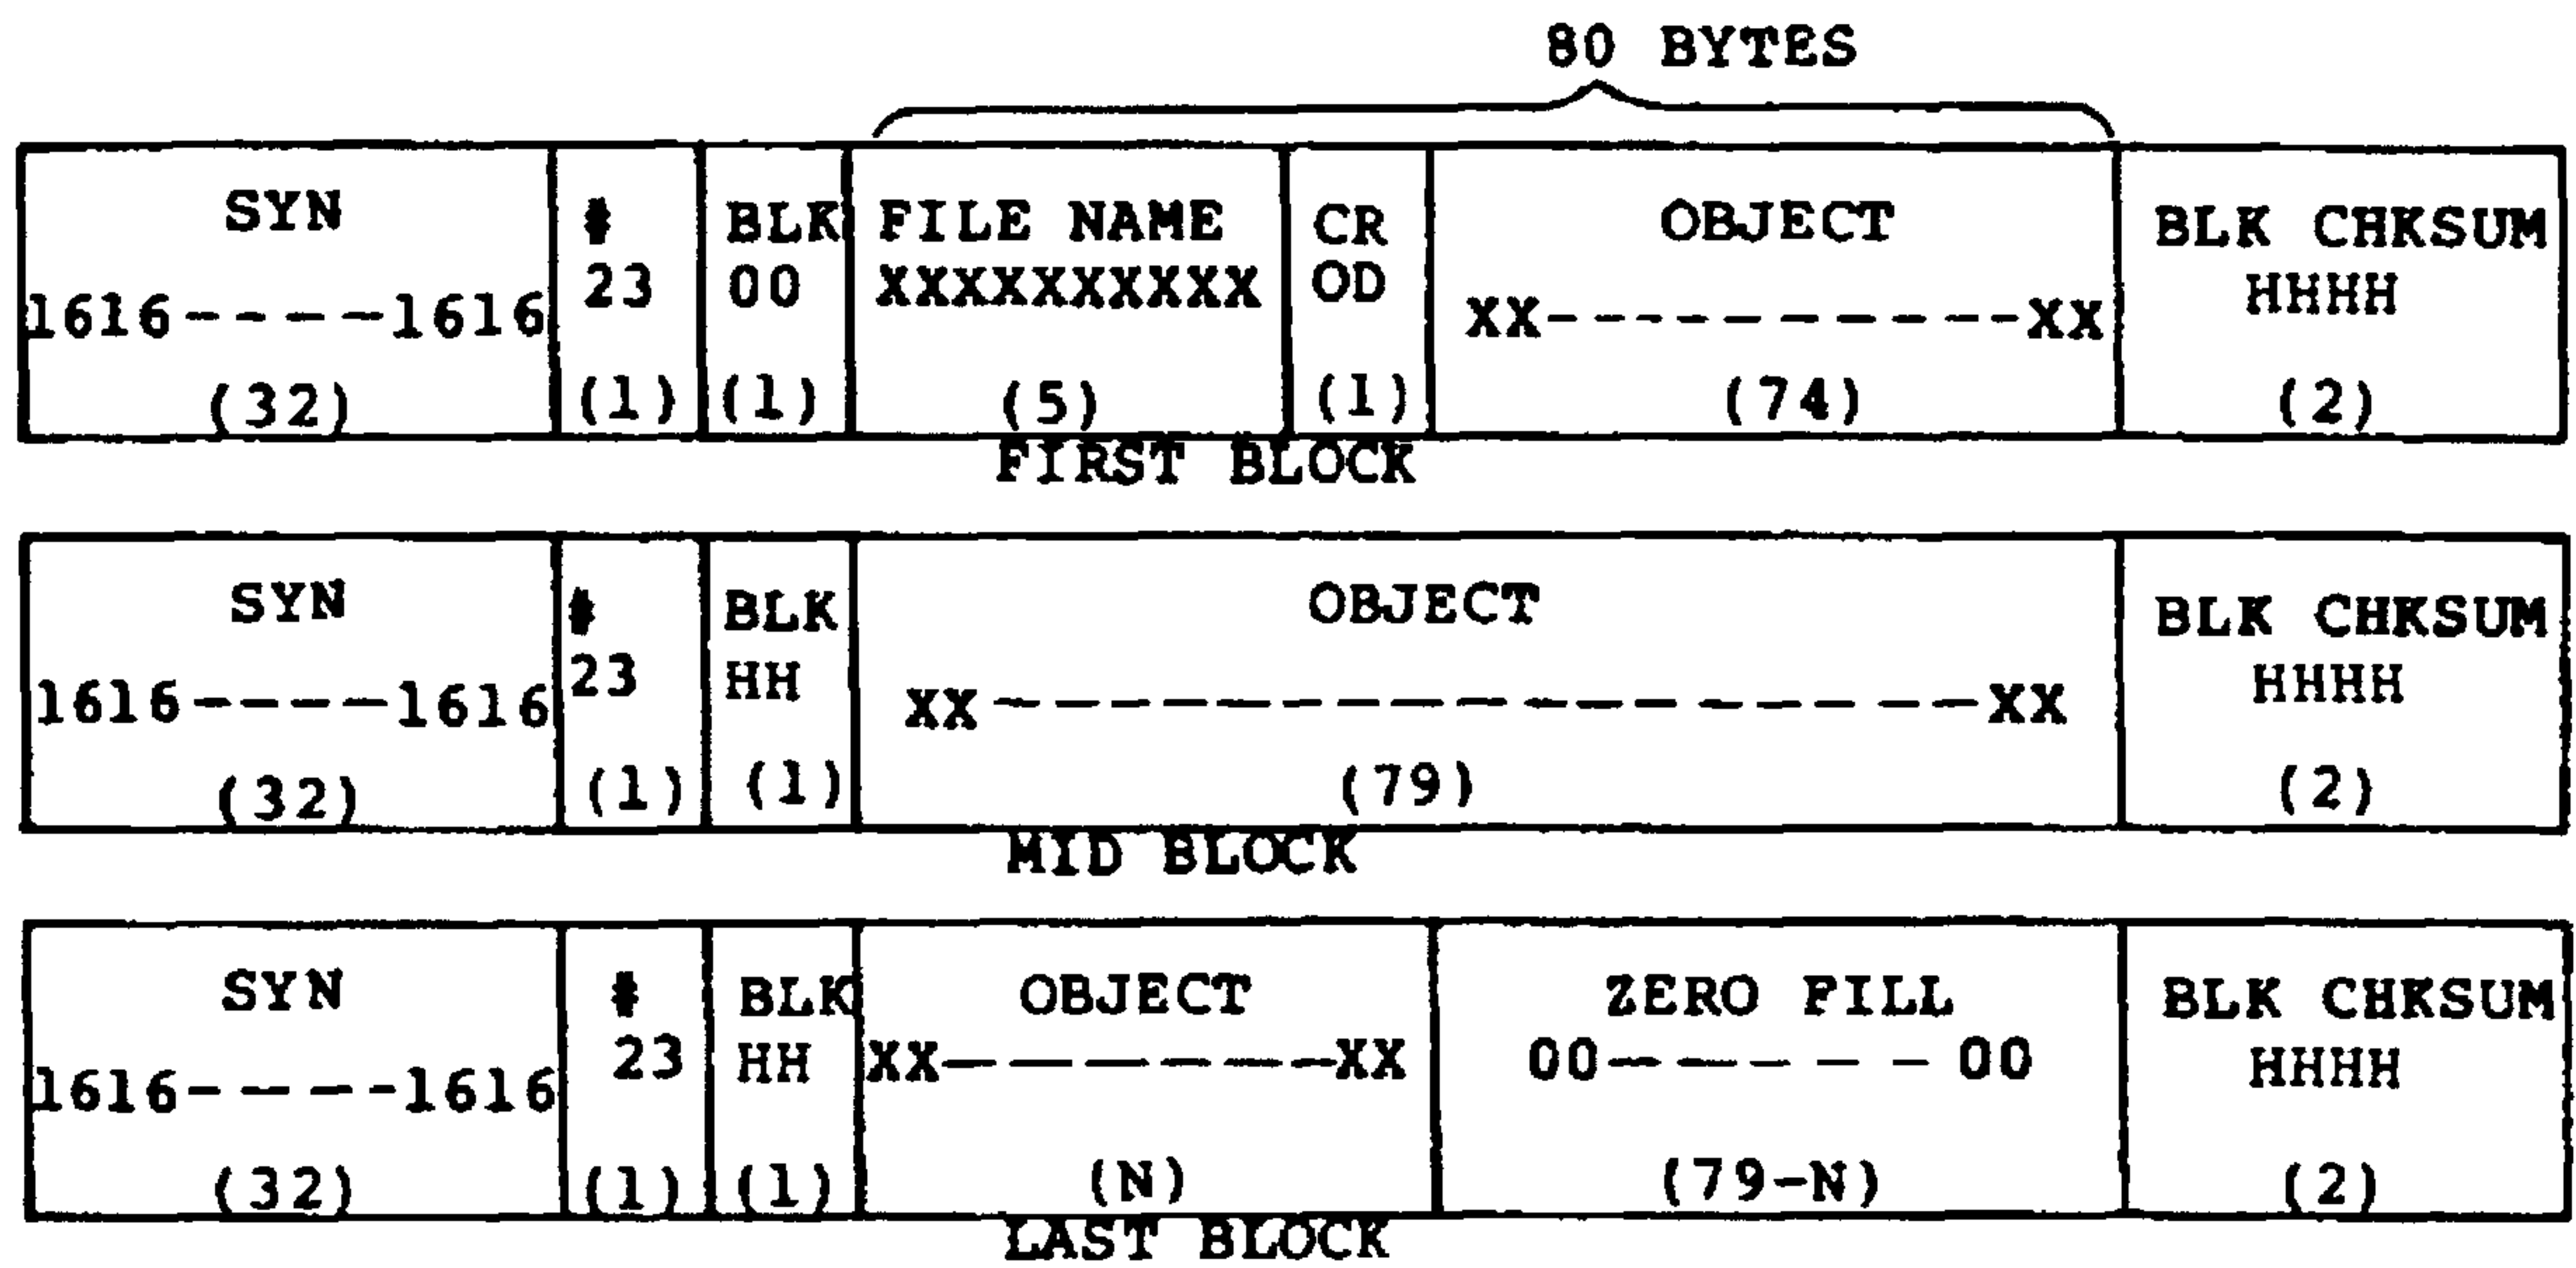 80 BYTES
SYN # BLK FILE NAME CR OBJECT BLK CHKSUM
1616----1616 23 00 XXXXXXXXXX 0D XX-----------XX HHHH
(32) (1) (1) (5) (1) (74) (2)
FIRST BLOCK
SYN # BLK OBJECT BLK CHKSUM
1616----1616 23 HH XX--------------XX HHHH
(32) (1) (1) (79) (2)
MID BLOCK
SYN # BLK OBJECT ZERO FILL BLK CHKSUM
1616----1616 23 HH XX------XX 00-----00 HHHH
(32) (1) (1) (N) (79-N) (2)
LAST BLOCK